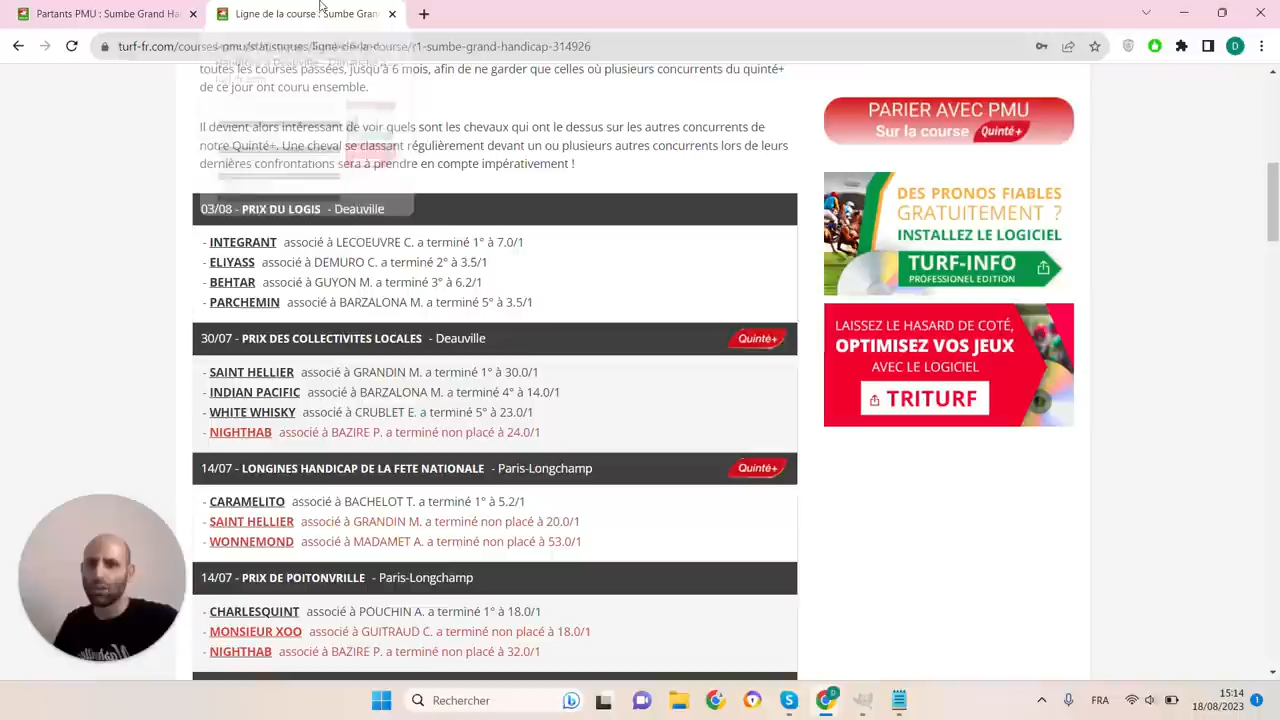 Partants PMU : Sumbe Grand Ha
Ligne de la course : Sumbe Gran
turf-fr.com/courses-pmu/statistiques/ligne-de-la-course/r1-sumbe-grand-handicap-314926
toutes les courses passées, jusqu'à 6 mois, afin de ne garder que celles où plusieurs concurrents du quinté+
de ce jour ont couru ensemble.
Il devient alors intéressant de voir quels sont les chevaux qui ont le dessus sur les autres concurrents de
notre Quinté+. Une cheval se classant régulièrement devant un ou plusieurs autres concurrents lors de leurs
dernières confrontations sera à prendre en compte impérativement !
03/08 - PRIX DU LOGIS - Deauville
- INTEGRANT associé à LECOEUVRE C. a terminé 1° à 7.0/1
- ELIYASS associé à DEMURO C. a terminé 2° à 3.5/1
- BEHTAR associé à GUYON M. a terminé 3° à 6.2/1
- PARCHEMIN associé à BARZALONA M. a terminé 5° à 3.5/1
30/07 - PRIX DES COLLECTIVITES LOCALES - Deauville Quinté+
- SAINT HELLIER associé à GRANDIN M. a terminé 1° à 30.0/1
- INDIAN PACIFIC associé à BARZALONA M. a terminé 4° à 14.0/1
- WHITE WHISKY associé à CRUBLET E. a terminé 5° à 23.0/1
- NIGHTHAB associé à BAZIRE P. a terminé non placé à 24.0/1
14/07 - LONGINES HANDICAP DE LA FETE NATIONALE - Paris-Longchamp Quinté+
- CARAMELITO associé à BACHELOT T. a terminé 1° à 5.2/1
- SAINT HELLIER associé à GRANDIN M. a terminé non placé à 20.0/1
- WONNEMOND associé à MADAMET A. a terminé non placé à 53.0/1
14/07 - PRIX DE POITONVRILLE - Paris-Longchamp
- CHARLESQUINT associé à POUCHIN A. a terminé 1° à 18.0/1
- MONSIEUR XOO associé à GUITRAUD C. a terminé non placé à 18.0/1
- NIGHTHAB associé à BAZIRE P. a terminé non placé à 32.0/1
PARIER AVEC PMU
Sur la course Quinté+
DES PRONOS FIABLES
GRATUITEMENT ?
INSTALLEZ LE LOGICIEL
TURF-INFO
PROFESSIONEL EDITION
LAISSEZ LE HASARD DE COTÉ,
OPTIMISEZ VOS JEUX
AVEC LE LOGICIEL
TRITURF
Rechercher
FRA
15:14
18/08/2023